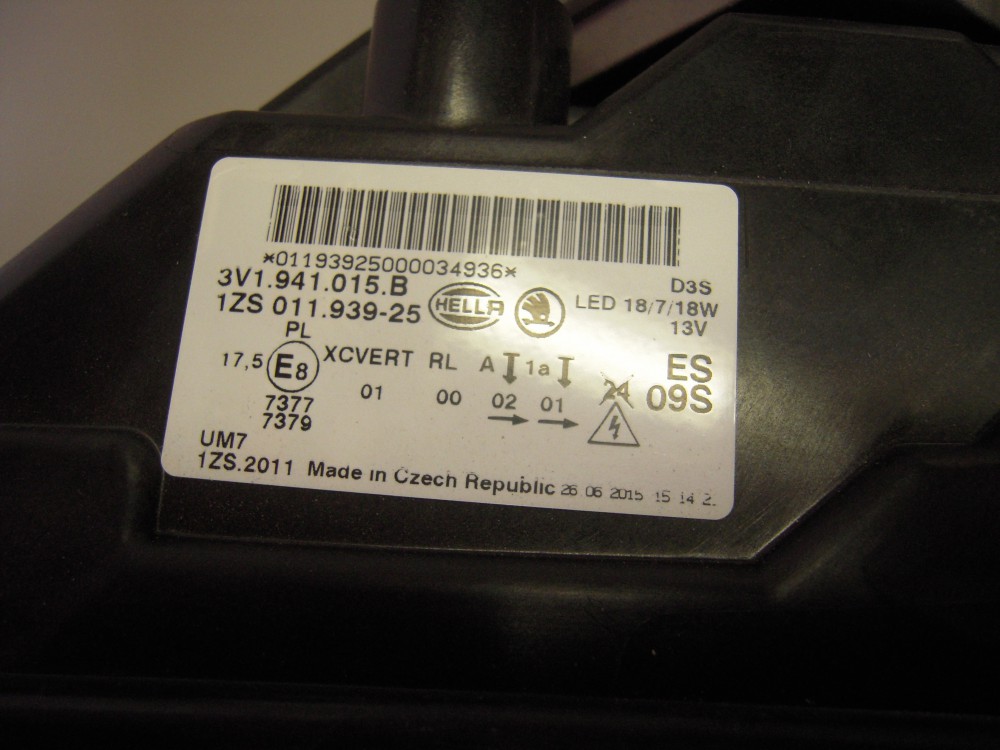 *01193925000034936*
3V1.941.015.B
1ZS 011.939-25
HELLA
D3S
LED 18/7/18W
13V
PL
17,5 E8 XCVERT RL A 1a
01 00 02 01 24
7377
7379
ES
09S
UM7
1ZS.2011 Made in Czech Republic 26 06 2015 15 14